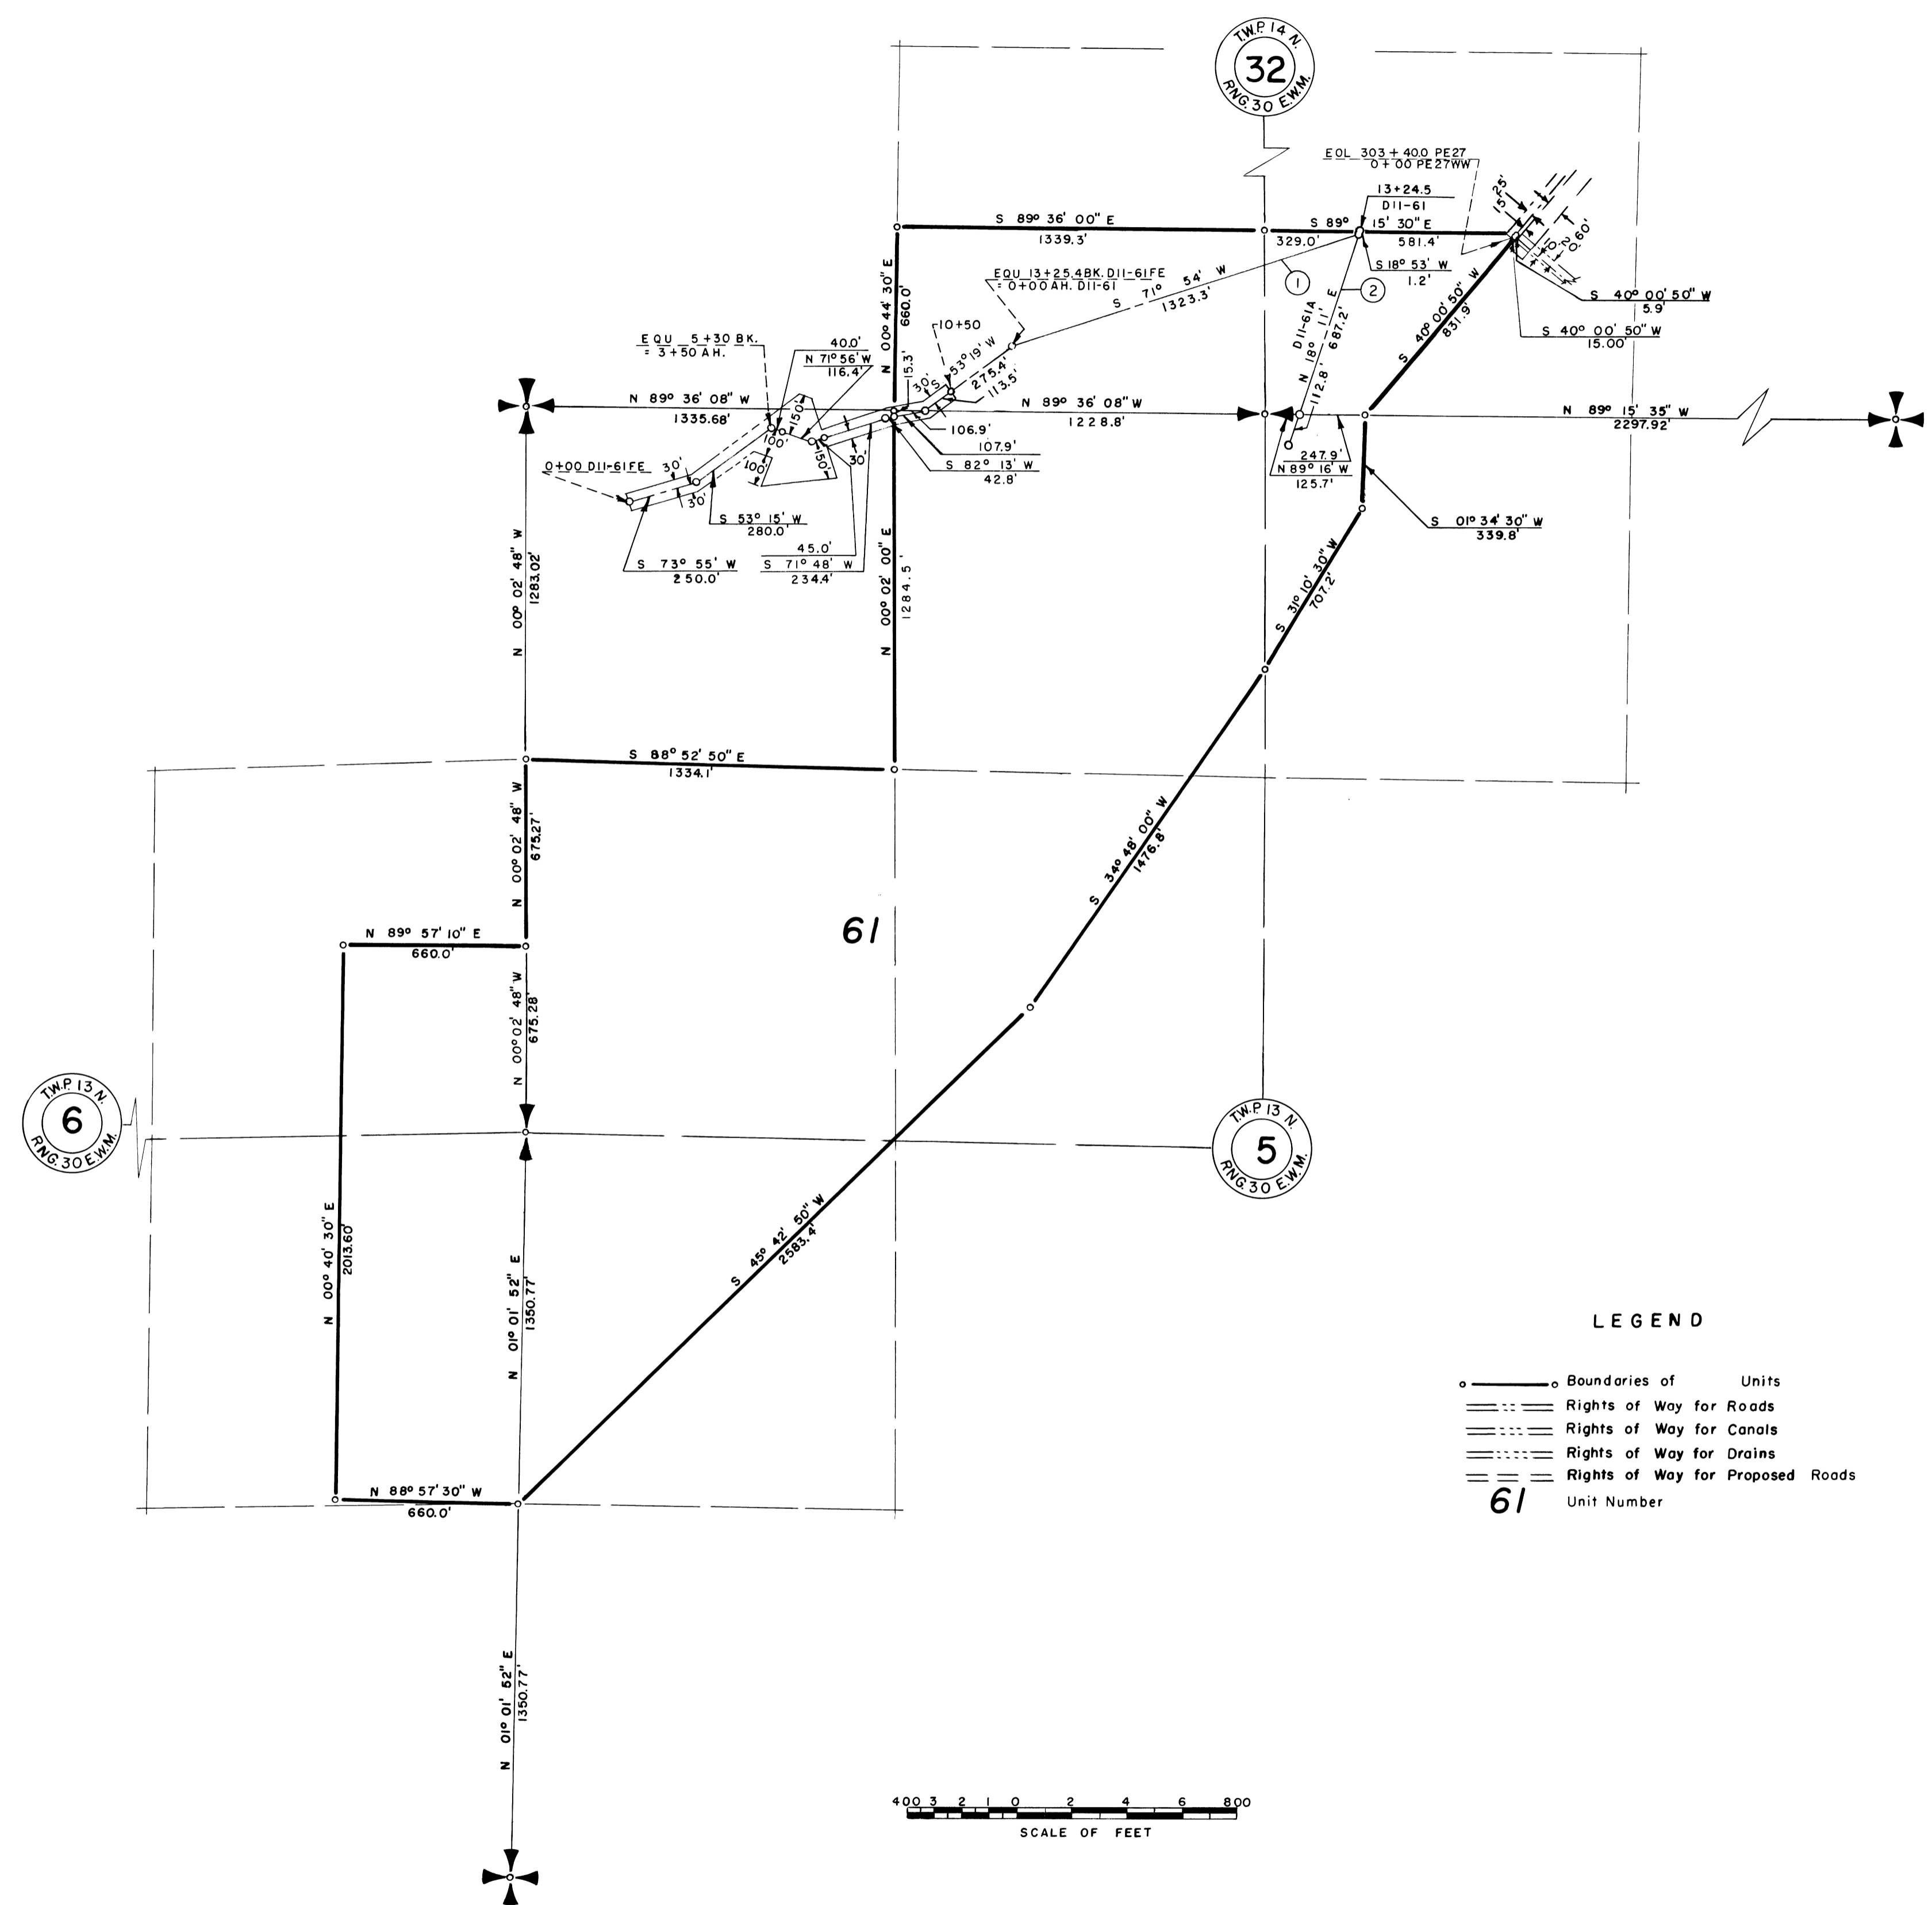 T.W.P. 14 N.
32
RNG. 30 E.W.M.
EOL 303 + 40.0 PE27
0 + 00 PE27WW
13+24.5
D11-61
25'
15'
S 89° 36' 00" E
1339.3'
S 89° 15' 30" E
329.0'
581.4'
S 18° 53' W
1.2'
0.60'
S 40° 00' 50" W
5.9'
S 40° 00' 50" W
15.00'
S 40° 00' 50" W
831.9'
EQU 13+25.4BK. D11-61FE
= 0+00 AH. D11-61
S 71° 54' W
1323.3'
1
2
D11-61A
N 18° 11' E
687.2'
112.8'
N 00° 44' 30" E
660.0'
15.3'
10+50
S 53° 19' W
275.4'
113.5'
30'
EQU 5+30 BK.
= 3+50 AH.
40.0'
N 71° 56' W
116.4'
N 89° 36' 08" W
1335.68'
N 89° 36' 08" W
1228.8'
N 89° 15' 35" W
2297.92'
150'
100'
100'
150'
30'
106.9'
107.9'
S 82° 13' W
42.8'
247.9'
N 89° 16' W
125.7'
0+00 D11-61FE
30'
30'
S 53° 15' W
280.0'
S 73° 55' W
250.0'
45.0'
S 71° 48' W
234.4'
S 01° 34' 30" W
339.8'
N 00° 02' 48" W
1283.02'
N 00° 02' 00" E
1284.5'
S 31° 10' 30" W
707.2'
S 88° 52' 50" E
1334.1'
N 00° 02' 48" W
675.27'
S 34° 48' 00" W
1476.8'
61
N 89° 57' 10" E
660.0'
N 00° 02' 48" W
675.28'
T.W.P. 13 N.
6
RNG. 30 E.W.M.
T.W.P. 13 N.
5
RNG. 30 E.W.M.
N 00° 40' 30" E
2013.60'
N 01° 01' 52" E
1350.77'
S 45° 42' 50" W
2583.4'
N 88° 57' 30" W
660.0'
N 01° 01' 52" E
1350.77'
LEGEND
Boundaries of Units
Rights of Way for Roads
Rights of Way for Canals
Rights of Way for Drains
Rights of Way for Proposed Roads
61 Unit Number
400 3 2 1 0 2 4 6 800
SCALE OF FEET